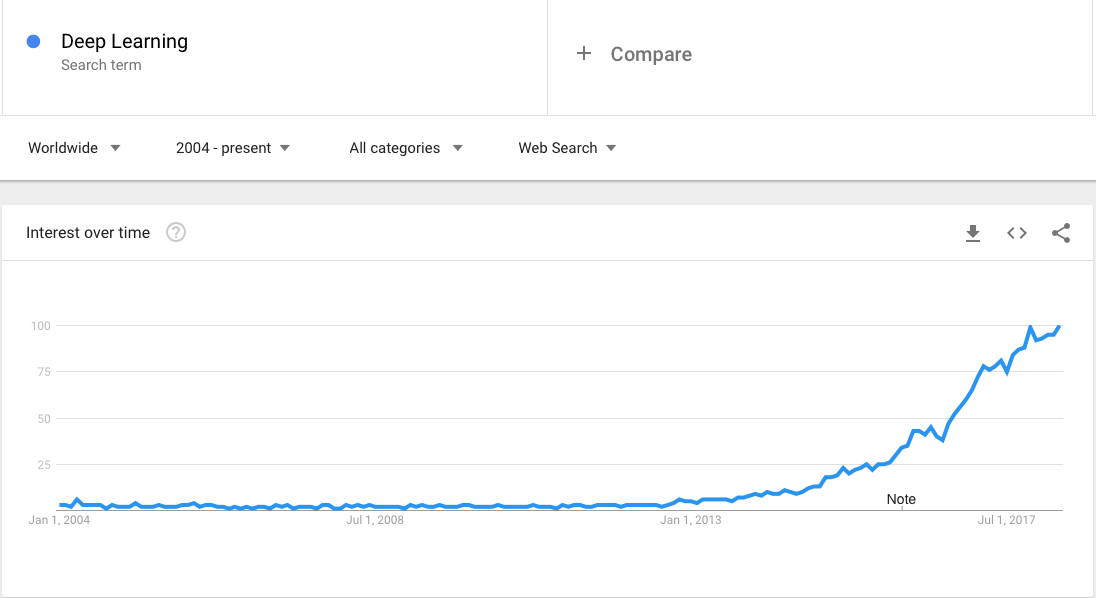 Deep Learning
Search term
+ Compare
Worldwide
2004 - present
All categories
Web Search
Interest over time ?
100
75
50
25
Note
Jan 1, 2004
Jul 1, 2008
Jan 1, 2013
Jul 1, 2017